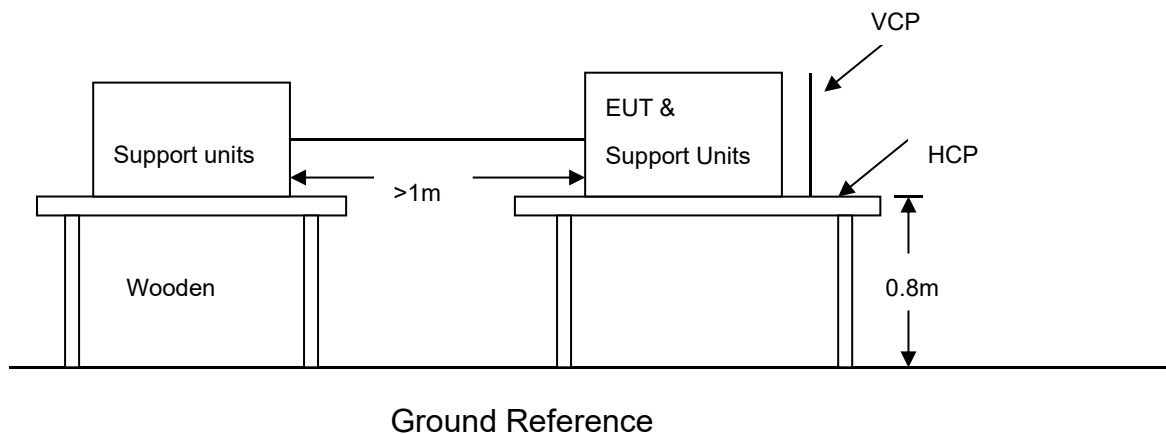 VCP
EUT &
Support units
Support Units
HCP
>1m
Wooden
0.8m
Ground Reference